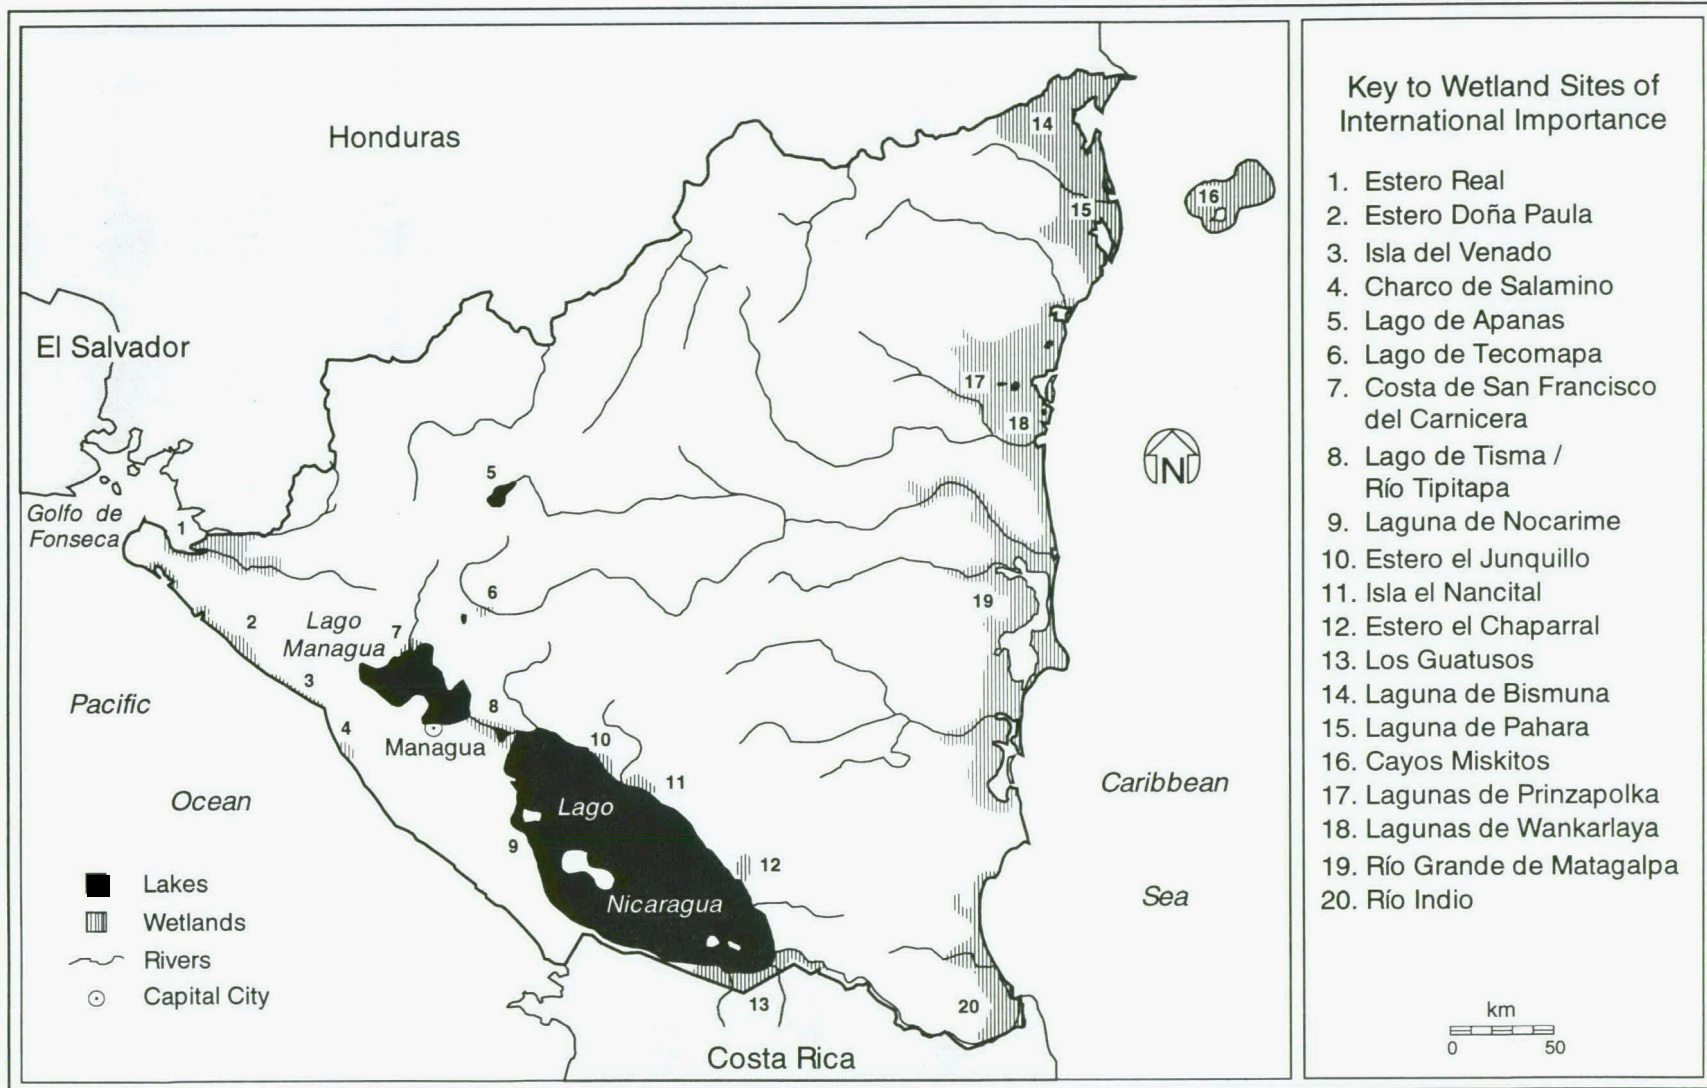 Honduras
El Salvador
Golfo de
Fonseca
Lago
Managua
Managua
Pacific
Ocean
Lago
Nicaragua
Caribbean
Sea
Costa Rica
N
1
2
3
4
5
6
7
8
9
10
11
12
13
14
15
16
17
18
19
20
Lakes
Wetlands
Rivers
Capital City
Key to Wetland Sites of
International Importance
1. Estero Real
2. Estero Doña Paula
3. Isla del Venado
4. Charco de Salamino
5. Lago de Apanas
6. Lago de Tecomapa
7. Costa de San Francisco
del Carnicera
8. Lago de Tisma /
Río Tipitapa
9. Laguna de Nocarime
10. Estero el Junquillo
11. Isla el Nancital
12. Estero el Chaparral
13. Los Guatusos
14. Laguna de Bismuna
15. Laguna de Pahara
16. Cayos Miskitos
17. Lagunas de Prinzapolka
18. Lagunas de Wankarlaya
19. Río Grande de Matagalpa
20. Río Indio
km
0 50